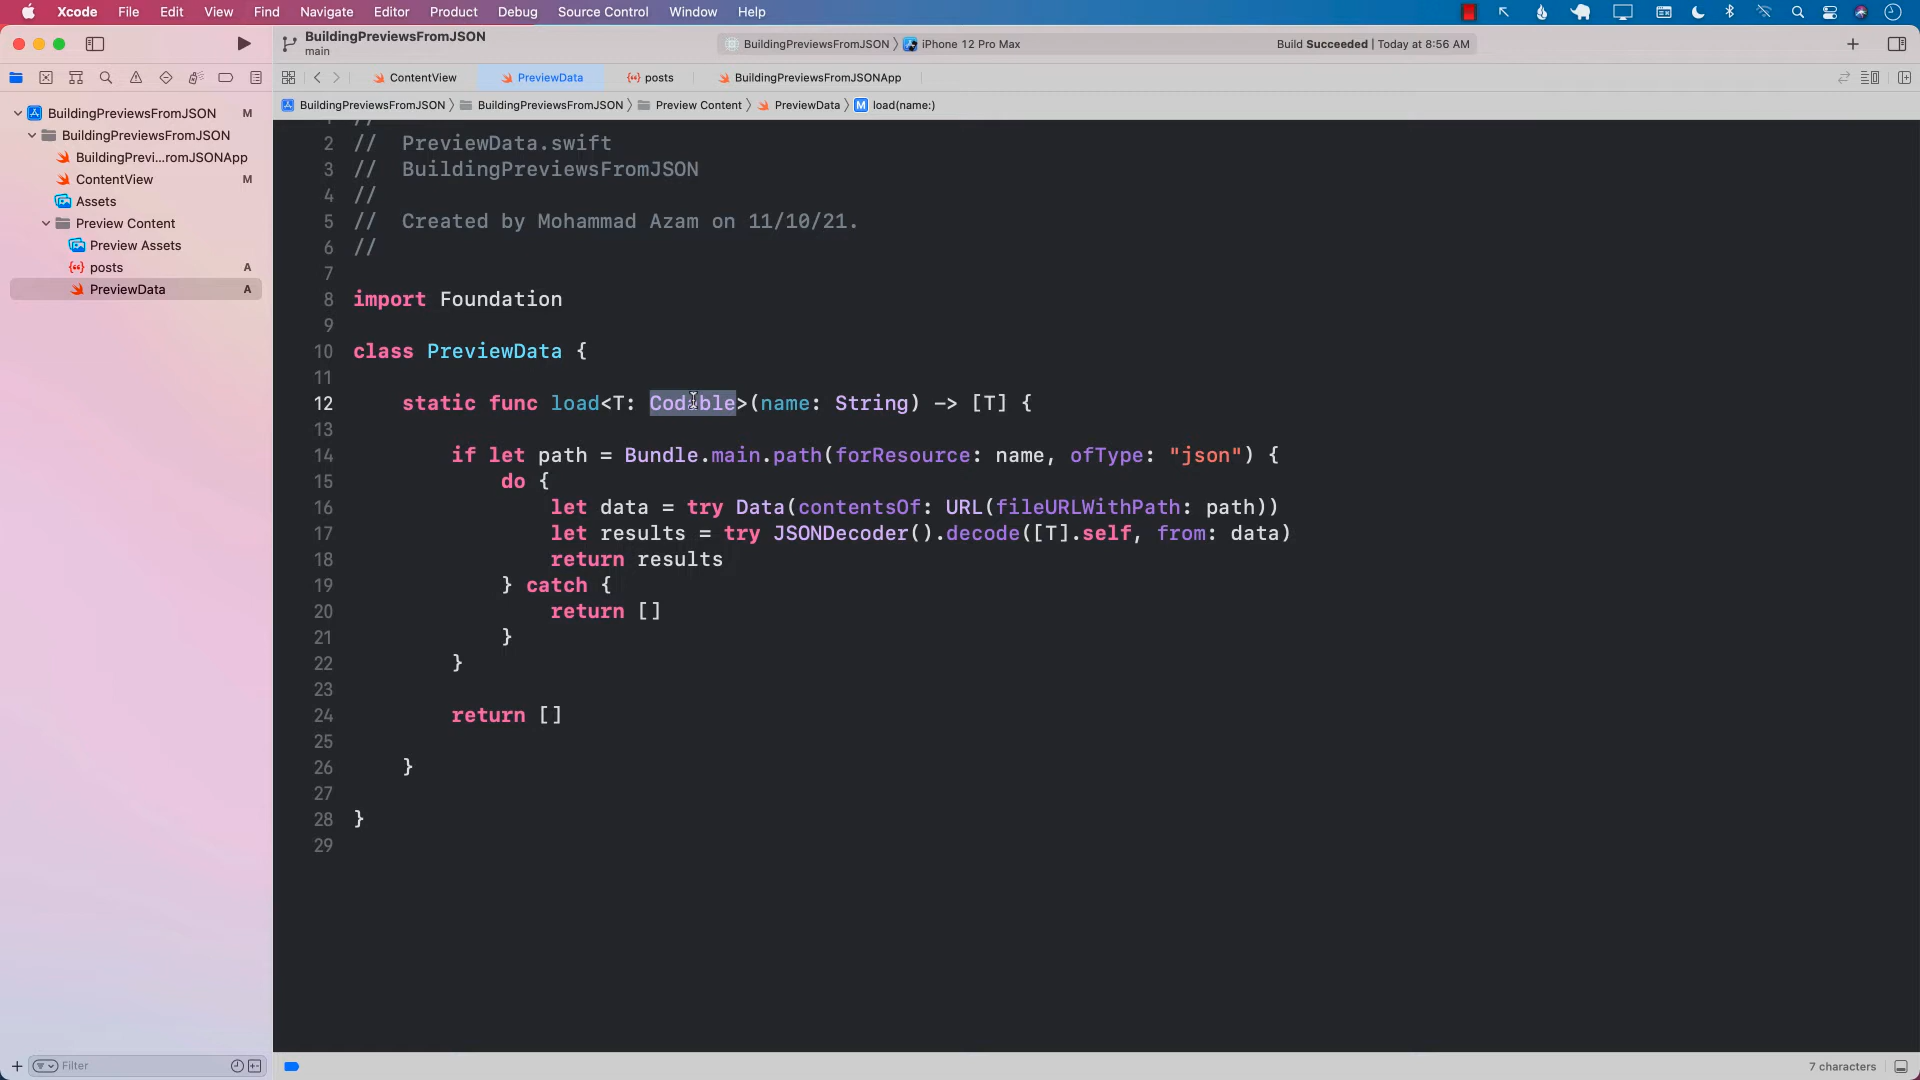 Xcode File Edit View Find Navigate Editor Product Debug Source Control Window Help
BuildingPreviewsFromJSON
main
BuildingPreviewsFromJSON 〉 iPhone 12 Pro Max
Build Succeeded | Today at 8:56 AM
ContentView PreviewData posts BuildingPreviewsFromJSONApp
BuildingPreviewsFromJSON 〉 BuildingPreviewsFromJSON 〉 Preview Content 〉 PreviewData 〉 M load(name:)
BuildingPreviewsFromJSON M
BuildingPreviewsFromJSON
BuildingPrevi...romJSONApp
ContentView M
Assets
Preview Content
Preview Assets
posts A
PreviewData A
Filter
1 //
2 //  PreviewData.swift
3 //  BuildingPreviewsFromJSON
4 //
5 //  Created by Mohammad Azam on 11/10/21.
6 //
7
8 import Foundation
9
10 class PreviewData {
11
12     static func load<T: Codable>(name: String) -> [T] {
13
14         if let path = Bundle.main.path(forResource: name, ofType: "json") {
15             do {
16                 let data = try Data(contentsOf: URL(fileURLWithPath: path))
17                 let results = try JSONDecoder().decode([T].self, from: data)
18                 return results
19             } catch {
20                 return []
21             }
22         }
23
24         return []
25
26     }
27
28 }
29
7 characters